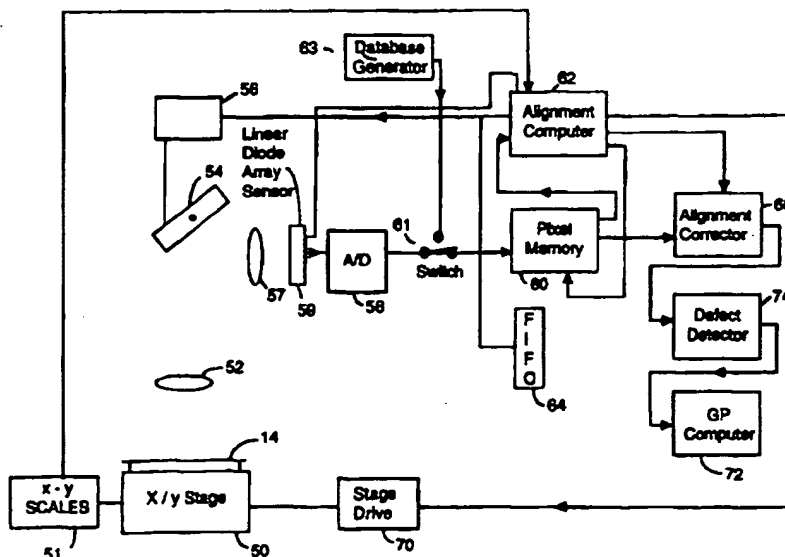 63
Database
Generator
62
Alignment
Computer
56
Linear
Diode
Array
Sensor
54
61
Switch
A/D
58
57
59
Pixel
Memory
60
Alignment
Corrector
Defect
Detector
74
GP
Computer
72
F
I
F
O
64
52
14
x - y
SCALES
51
X / y Stage
50
Stage
Drive
70